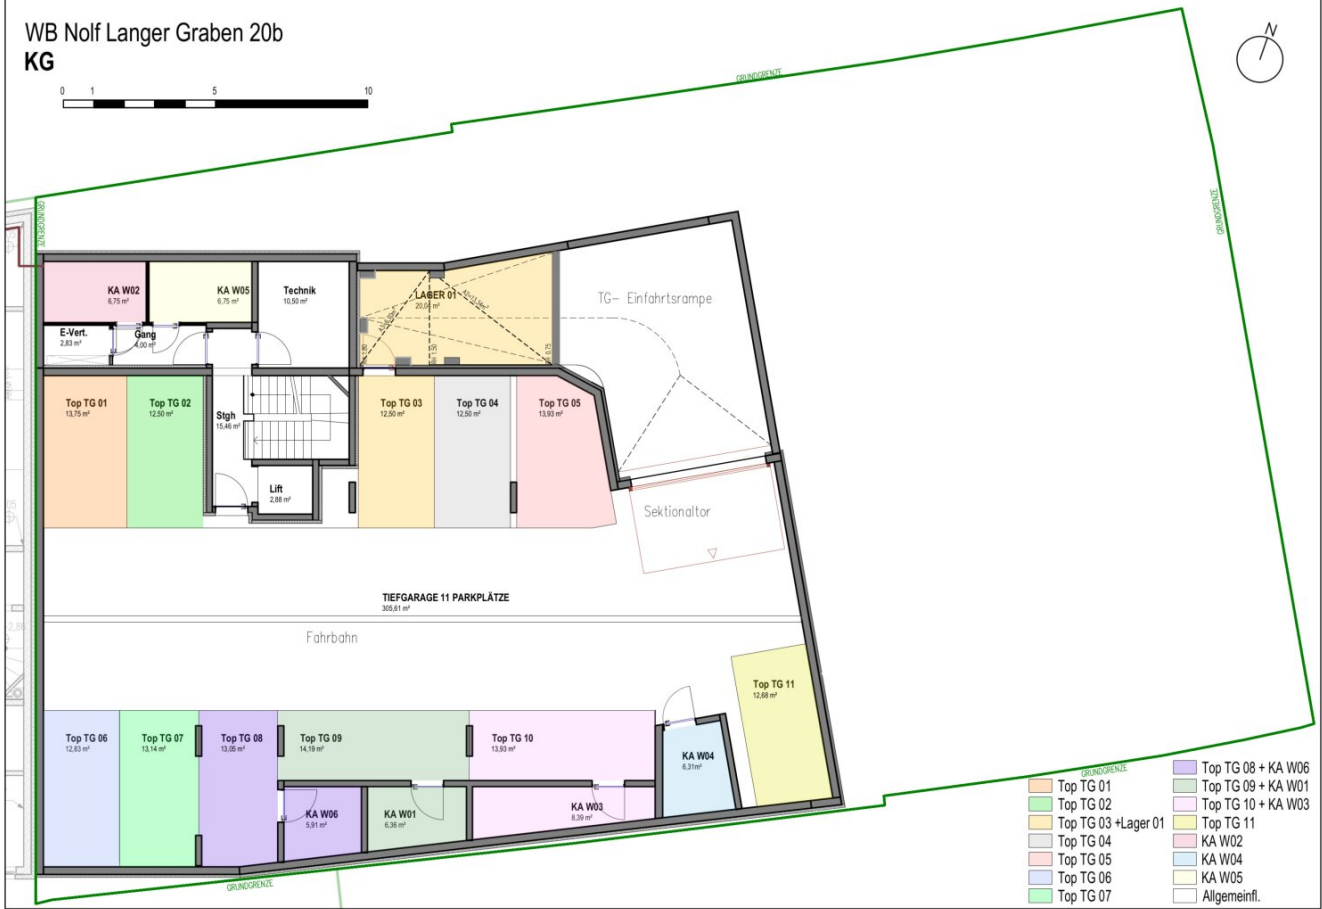 WB Nolf Langer Graben 20b
KG
N
0 1 5 10
GRUNDGRENZE
GRUNDGRENZE
GRUNDGRENZE
KA W02
6,75 m²
KA W05
6,75 m²
Technik
10,50 m²
LAGER 01
TG- Einfahrtsrampe
E-Vert.
2,83 m²
Gang
4,00 m²
Top TG 01
13,75 m²
Top TG 02
12,50 m²
Stgh
15,46 m²
Top TG 03
12,50 m²
Top TG 04
12,50 m²
Top TG 05
13,93 m²
Lift
2,88 m²
Sektionaltor
TIEFGARAGE 11 PARKPLÄTZE
305,61 m²
Fahrbahn
Top TG 11
12,68 m²
Top TG 06
12,63 m²
Top TG 07
13,14 m²
Top TG 08
13,05 m²
Top TG 09
14,19 m²
Top TG 10
13,93 m²
KA W04
6,31m²
KA W06
5,91 m²
KA W01
6,36 m²
KA W03
8,39 m²
GRUNDGRENZE
GRUNDGRENZE
Top TG 01
Top TG 02
Top TG 03 +Lager 01
Top TG 04
Top TG 05
Top TG 06
Top TG 07
Top TG 08 + KA W06
Top TG 09 + KA W01
Top TG 10 + KA W03
Top TG 11
KA W02
KA W04
KA W05
Allgemeinfl.